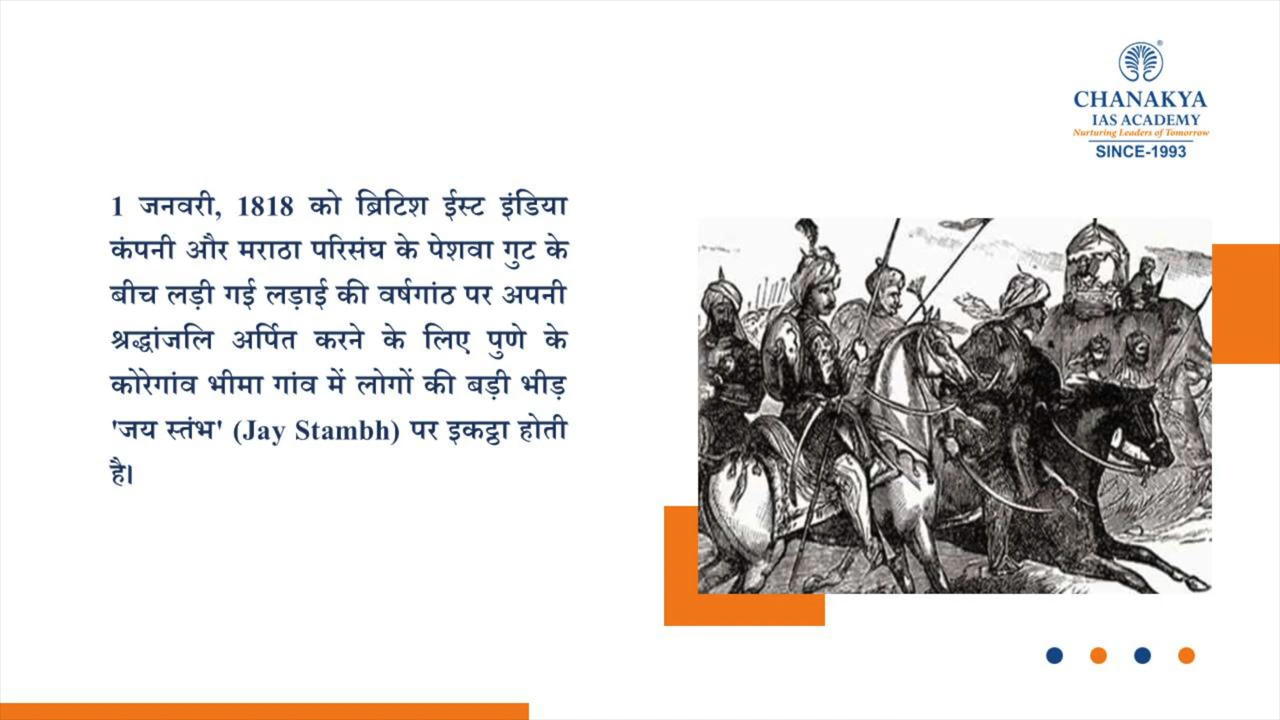 CHANAKYA
IAS ACADEMY
Nurturing Leaders of Tomorrow
SINCE-1993
1 जनवरी, 1818 को ब्रिटिश ईस्ट इंडिया
कंपनी और मराठा परिसंघ के पेशवा गुट के
बीच लड़ी गई लड़ाई की वर्षगांठ पर अपनी
श्रद्धांजलि अर्पित करने के लिए पुणे के
कोरेगांव भीमा गांव में लोगों की बड़ी भीड़
'जय स्तंभ' (Jay Stambh) पर इकट्ठा होती
है।